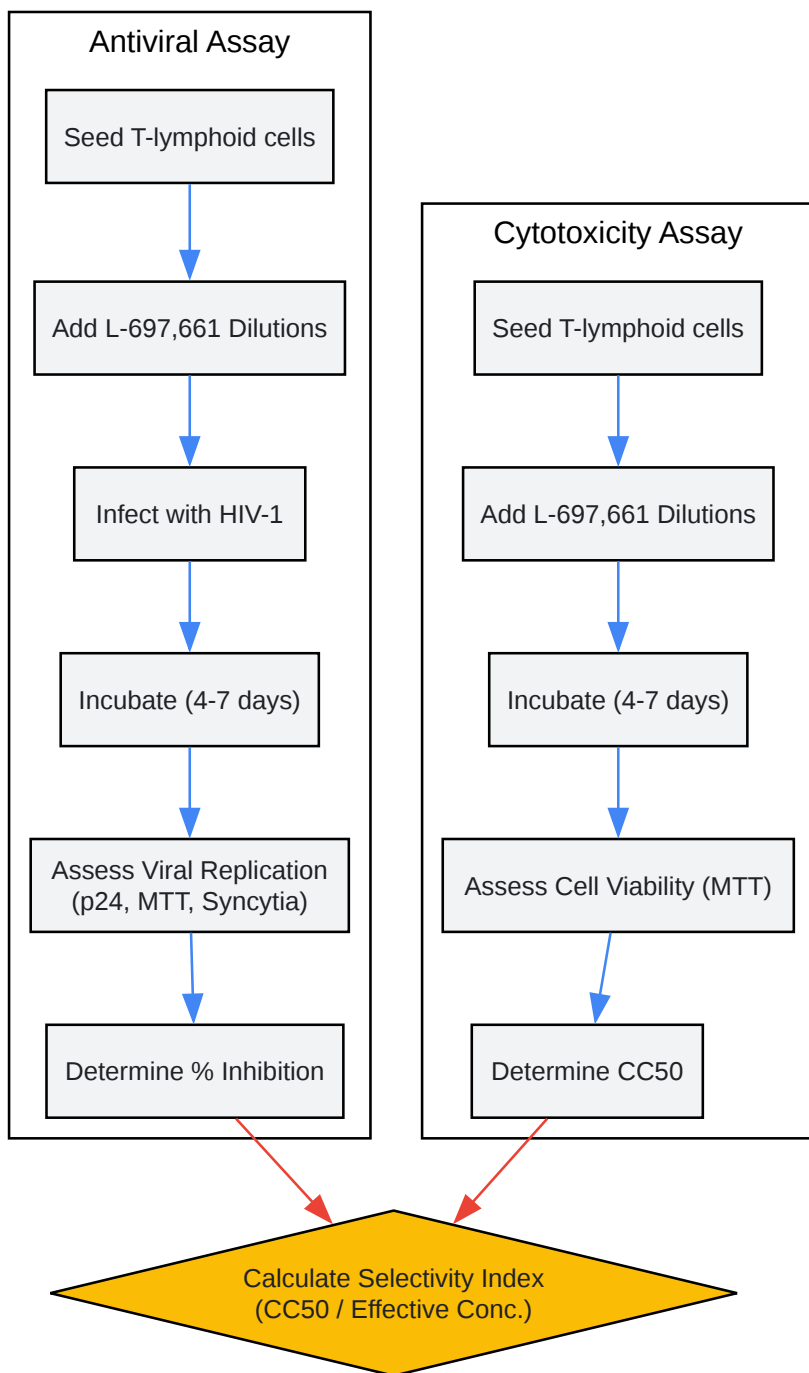 Antiviral Assay
Seed T-lymphoid cells
Add L-697,661 Dilutions
Infect with HIV-1
Incubate (4-7 days)
Assess Viral Replication
(p24, MTT, Syncytia)
Determine % Inhibition
Cytotoxicity Assay
Seed T-lymphoid cells
Add L-697,661 Dilutions
Incubate (4-7 days)
Assess Cell Viability (MTT)
Determine CC50
Calculate Selectivity Index
(CC50 / Effective Conc.)